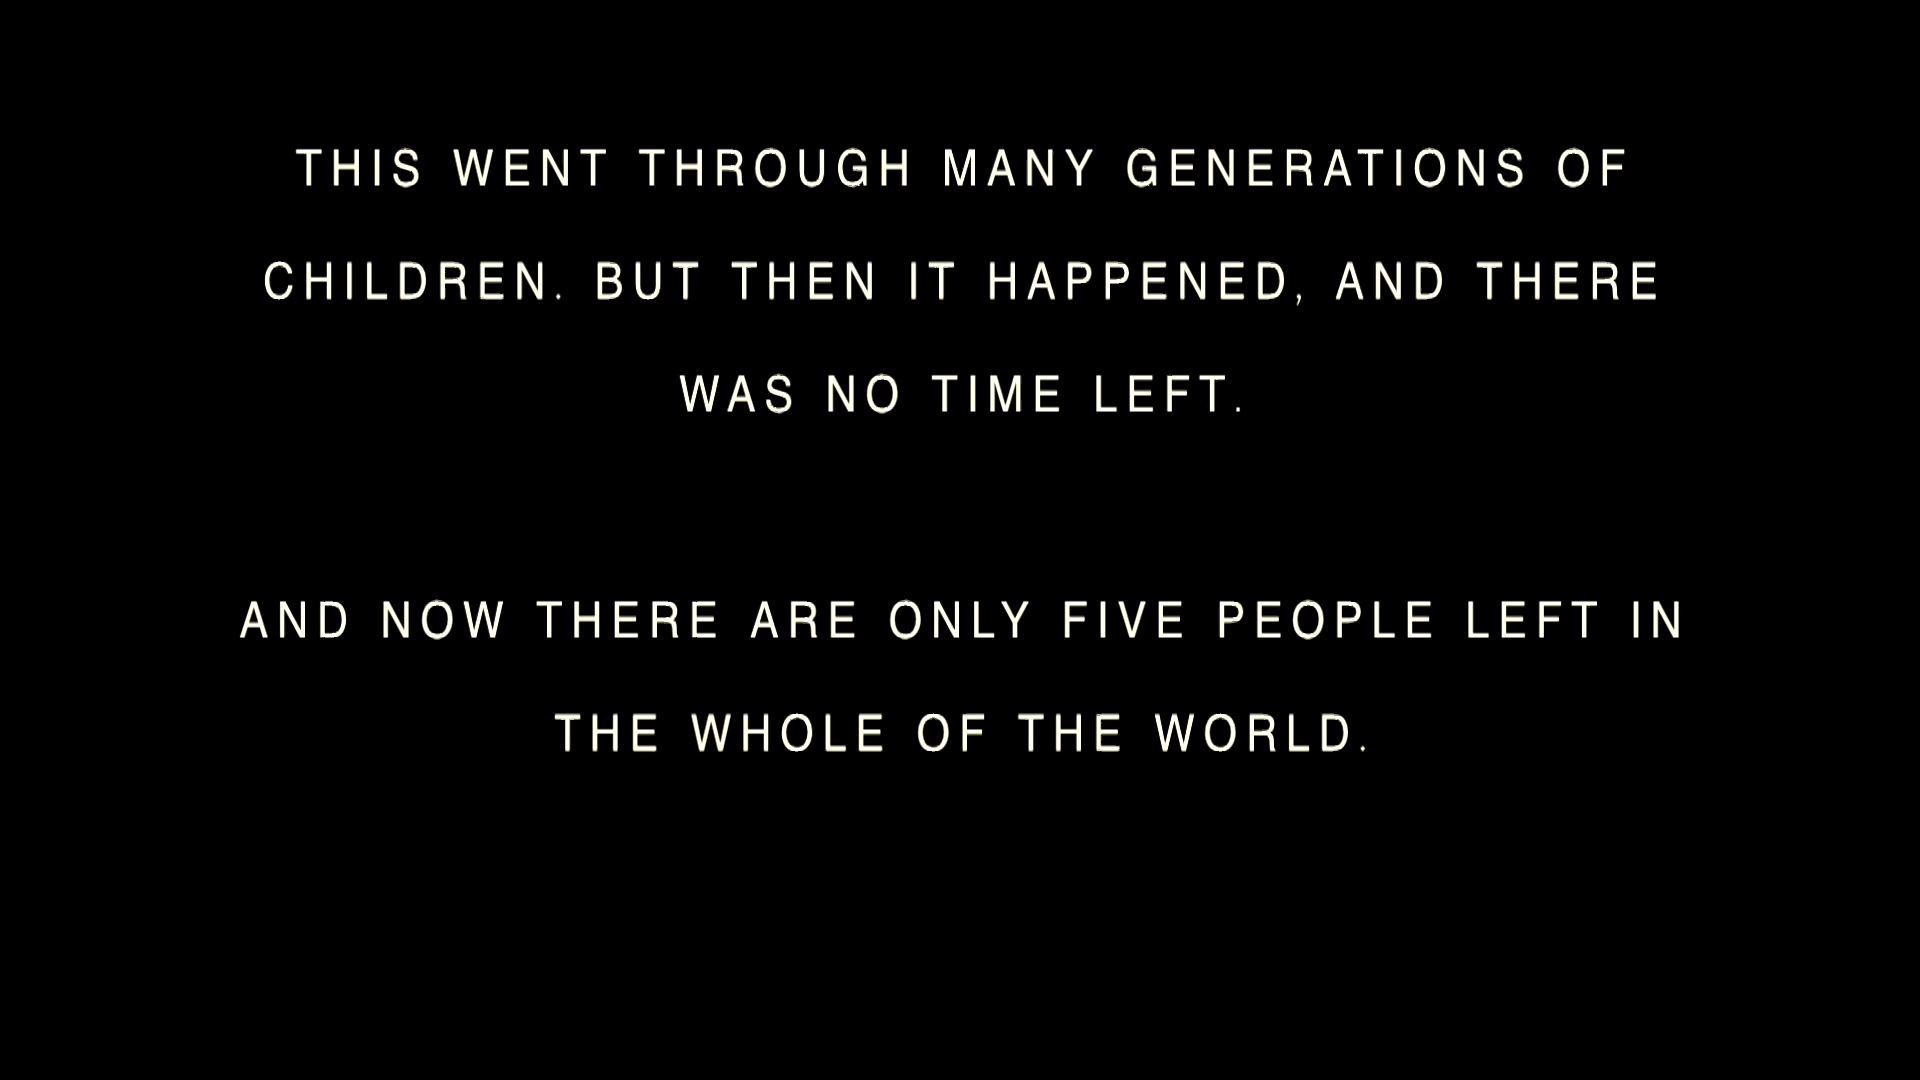 THIS WENT THROUGH MANY GENERATIONS OF
CHILDREN. BUT THEN IT HAPPENED, AND THERE
WAS NO TIME LEFT.
AND NOW THERE ARE ONLY FIVE PEOPLE LEFT IN
THE WHOLE OF THE WORLD.